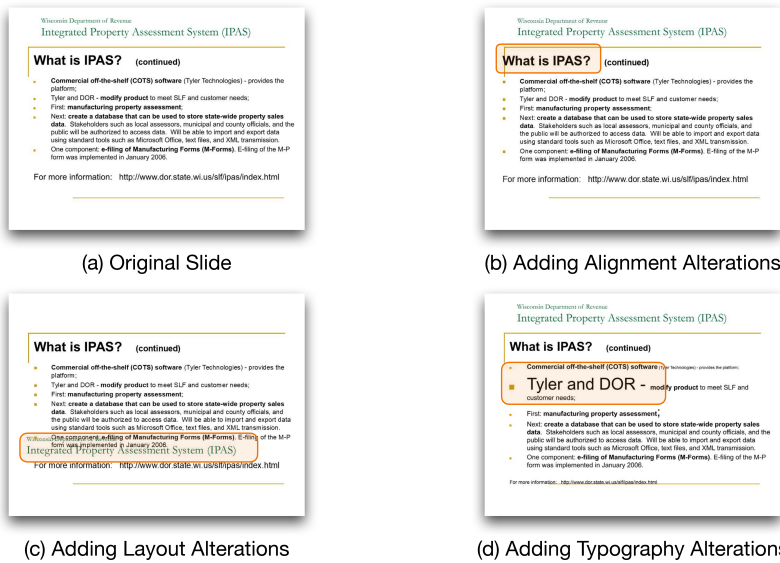 Wisconsin Department of Revenue
Integrated Property Assessment System (IPAS)
What is IPAS? (continued)
Commercial off-the-shelf (COTS) software (Tyler Technologies) - provides the
platform;
Tyler and DOR - modify product to meet SLF and customer needs;
First: manufacturing property assessment;
Next: create a database that can be used to store state-wide property sales
data. Stakeholders such as local assessors, municipal and county officials, and the
public will be authorized to access data. Will be able to import and export data
using standard tools such as Microsoft Office, text files, and XML transmission.
One component: e-filing of Manufacturing Forms (M-Forms). E-filing of the M-P
form was implemented in January 2006.
For more information: http://www.dor.state.wi.us/slf/ipas/index.html
(a) Original Slide
Wisconsin Department of Revenue
Integrated Property Assessment System (IPAS)
What is IPAS? (continued)
Commercial off-the-shelf (COTS) software (Tyler Technologies) - provides the
platform;
Tyler and DOR - modify product to meet SLF and customer needs;
First: manufacturing property assessment;
Next: create a database that can be used to store state-wide property sales
data. Stakeholders such as local assessors, municipal and county officials, and
the public will be authorized to access data. Will be able to import and export data
using standard tools such as Microsoft Office, text files, and XML transmission.
One component: e-filing of Manufacturing Forms (M-Forms). E-filing of the M-P
form was implemented in January 2006.
For more information: http://www.dor.state.wi.us/slf/ipas/index.html
(b) Adding Alignment Alterations
What is IPAS? (continued)
Commercial off-the-shelf (COTS) software (Tyler Technologies) - provides the
platform;
Tyler and DOR - modify product to meet SLF and customer needs;
First: manufacturing property assessment;
Next: create a database that can be used to store state-wide property sales
data. Stakeholders such as local assessors, municipal and county officials, and
the public will be authorized to access data. Will be able to import and export data
using standard tools such as Microsoft Office, text files, and XML transmission.
One component: e-filing of Manufacturing Forms (M-Forms). E-filing of the M-P
form was implemented in January 2006.
Integrated Property Assessment System (IPAS)
For more information: http://www.dor.state.wi.us/slf/ipas/index.html
(c) Adding Layout Alterations
Wisconsin Department of Revenue
Integrated Property Assessment System (IPAS)
What is IPAS? (continued)
Commercial off-the-shelf (COTS) software (Tyler Technologies) - provides the platform;
Tyler and DOR - modify product to meet SLF and
customer needs;
First: manufacturing property assessment;
Next: create a database that can be used to store state-wide property sales
data. Stakeholders such as local assessors, municipal and county officials, and the
public will be authorized to access data. Will be able to import and export data
using standard tools such as Microsoft Office, text files, and XML transmission.
One component: e-filing of Manufacturing Forms (M-Forms). E-filing of the M-P
form was implemented in January 2006.
For more information: http://www.dor.state.wi.us/slf/ipas/index.html
(d) Adding Typography Alterations